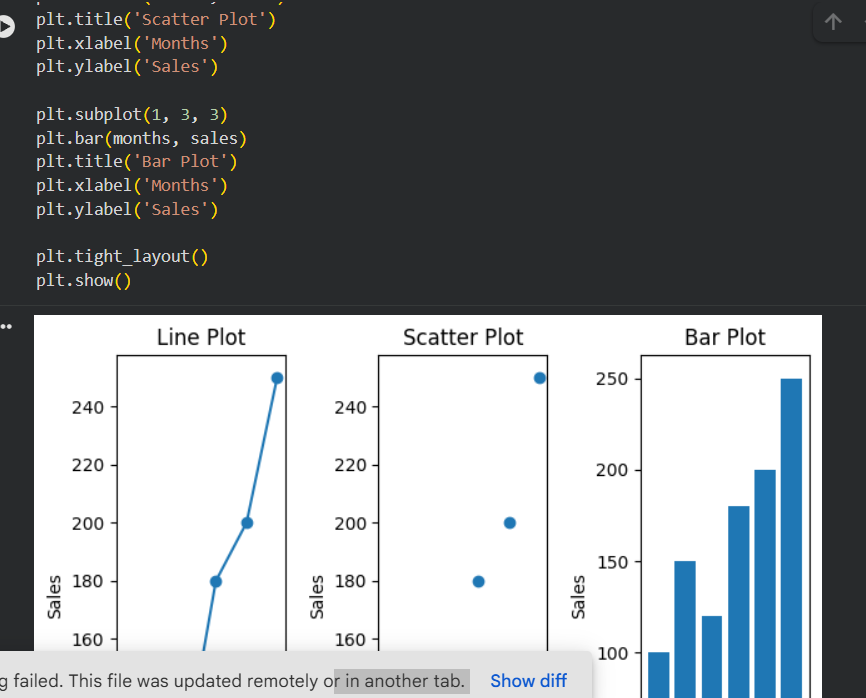 plt.title('Scatter Plot')
plt.xlabel('Months')
plt.ylabel('Sales')
plt.subplot(1, 3, 3)
plt.bar(months, sales)
plt.title('Bar Plot')
plt.xlabel('Months')
plt.ylabel('Sales')
plt.tight_layout()
plt.show()
Line Plot
240
220
200
180
160
Sales
Scatter Plot
240
220
200
180
160
Sales
Bar Plot
250
200
150
100
Sales
failed. This file was updated remotely or in another tab. Show diff